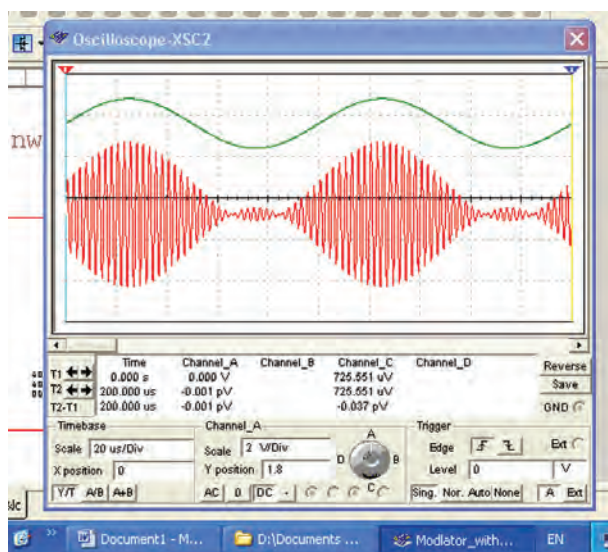 Oscilloscope-XSC2
nw
1
Time Channel_A Channel_B Channel_C Channel_D
T1 0.000 s 0.000 V 725.551 uV
T2 200.000 us -0.001 pV 725.551 uV
T2-T1 200.000 us -0.001 pV -0.037 pV
Reverse
Save
GND
Timebase Channel_A Trigger
Scale 20 us/Div Scale 2 V/Div Edge Ext
X position 0 Y position 1.8 Level 0 V
A
B
C
D
Y/T A/B A+B AC 0 DC - Sing. Nor. Auto None A Ext
sic
Document1 - M... D:\Documents ... Modlator_with... EN